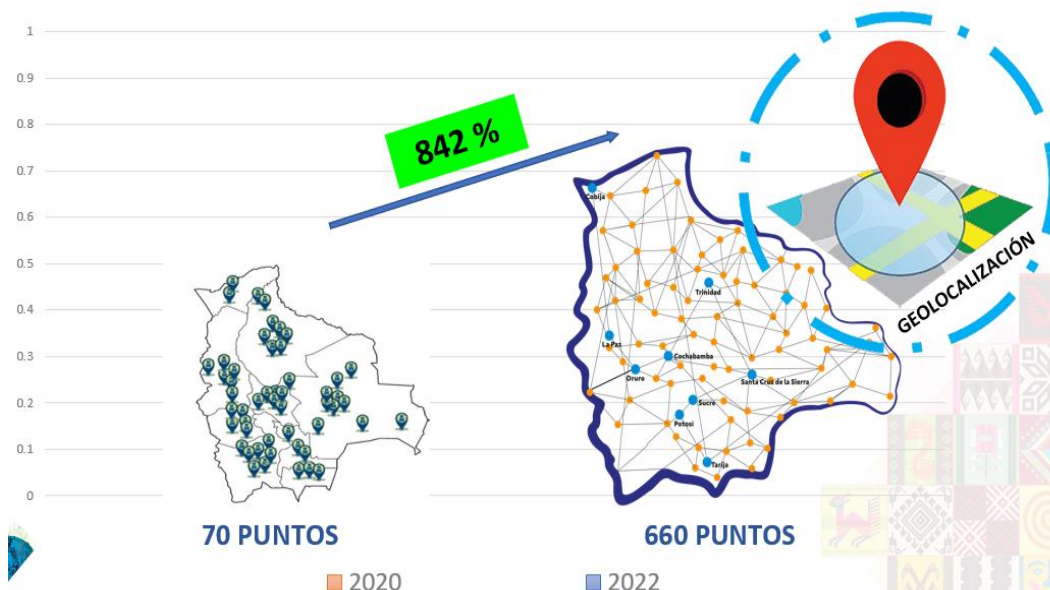 1
0.9
0.8
0.7
0.6
0.5
0.4
0.3
0.2
0.1
0
842 %
GEOLOCALIZACIÓN
Cobija
Trinidad
La Paz
Cochabamba
Oruro
Santa Cruz de la Sierra
Sucre
Potosi
Tarija
70 PUNTOS
660 PUNTOS
2020
2022